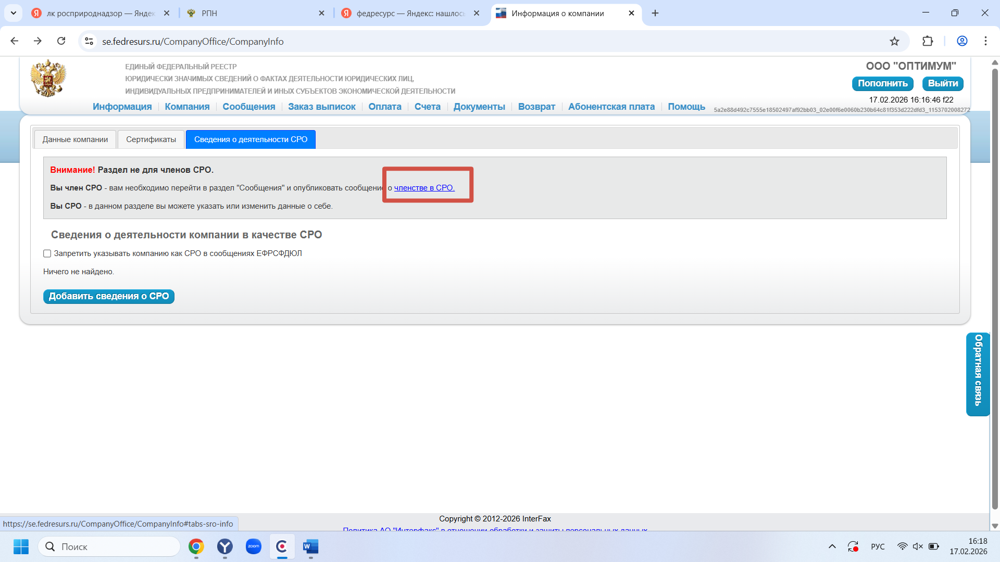 лк росприроднадзор — Яндек
РПН
федресурс — Яндекс: нашлось
Информация о компании
se.fedresurs.ru/CompanyOffice/CompanyInfo
ЕДИНЫЙ ФЕДЕРАЛЬНЫЙ РЕЕСТР
ЮРИДИЧЕСКИ ЗНАЧИМЫХ СВЕДЕНИЙ О ФАКТАХ ДЕЯТЕЛЬНОСТИ ЮРИДИЧЕСКИХ ЛИЦ,
ИНДИВИДУАЛЬНЫХ ПРЕДПРИНИМАТЕЛЕЙ И ИНЫХ СУБЪЕКТОВ ЭКОНОМИЧЕСКОЙ ДЕЯТЕЛЬНОСТИ
ООО "ОПТИМУМ"
Пополнить Выйти
17.02.2026 16:16:46 f22
Информация Компания Сообщения Заказ выписок Оплата Счета Документы Возврат Абонентская плата Помощь
5a2e88d492c7555e18502497af92bb03_02e00f6e0060b230b64c81f353d222dfd3_1153702008272
Данные компании Сертификаты Сведения о деятельности СРО
Внимание! Раздел не для членов СРО.
Вы член СРО - вам необходимо перейти в раздел "Сообщения" и опубликовать сообщение о членстве в СРО.
Вы СРО - в данном разделе вы можете указать или изменить данные о себе.
Сведения о деятельности компании в качестве СРО
Запретить указывать компанию как СРО в сообщениях ЕФРСФДЮЛ
Ничего не найдено.
Добавить сведения о СРО
Обратная связь
Copyright © 2012-2026 InterFax
Политика АО "Интерфакс" в отношении обработки и защиты персональных данных
https://se.fedresurs.ru/CompanyOffice/CompanyInfo#tabs-sro-info
Поиск
zoom
РУС
16:18
17.02.2026